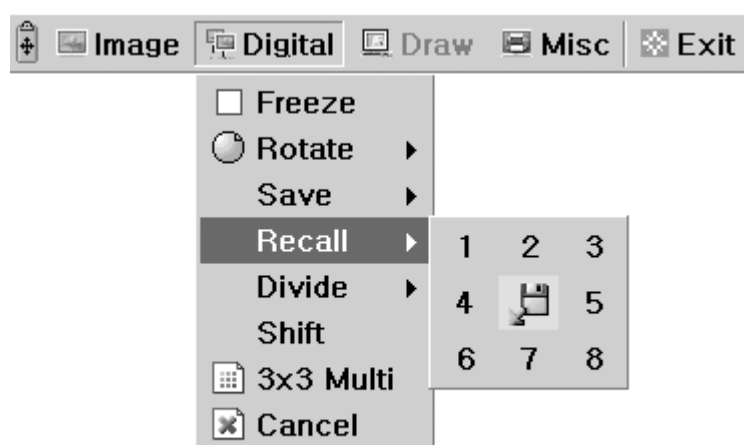 Image Digital Draw Misc Exit
Freeze
Rotate
Save
Recall
1 2 3
Divide
4 5
Shift
3x3 Multi
6 7 8
Cancel